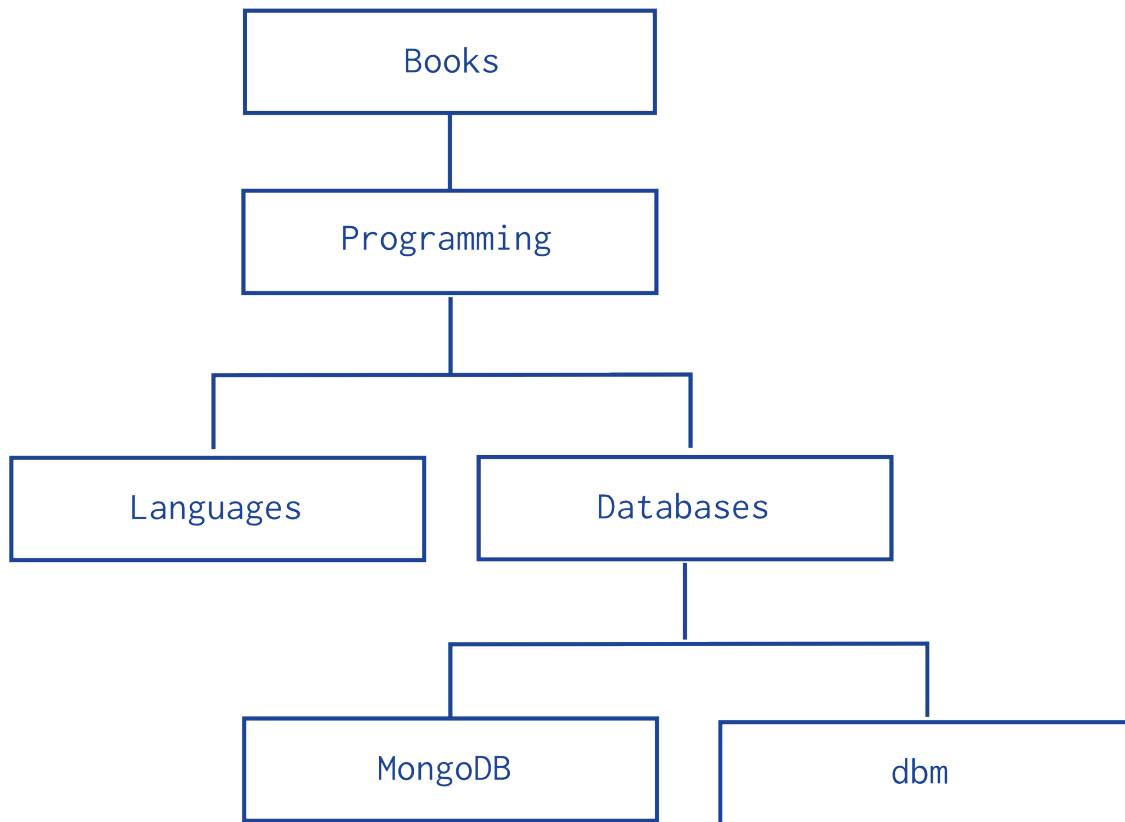 Books
Programming
Languages
Databases
MongoDB
dbm